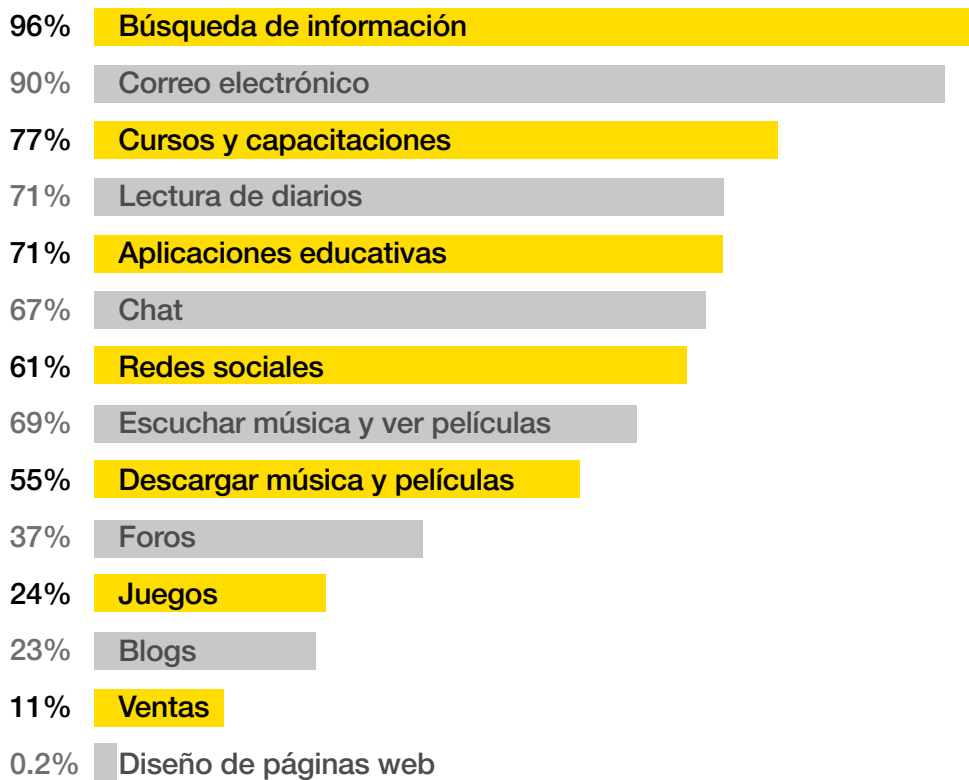 96% Búsqueda de información
90% Correo electrónico
77% Cursos y capacitaciones
71% Lectura de diarios
71% Aplicaciones educativas
67% Chat
61% Redes sociales
69% Escuchar música y ver películas
55% Descargar música y películas
37% Foros
24% Juegos
23% Blogs
11% Ventas
0.2% Diseño de páginas web